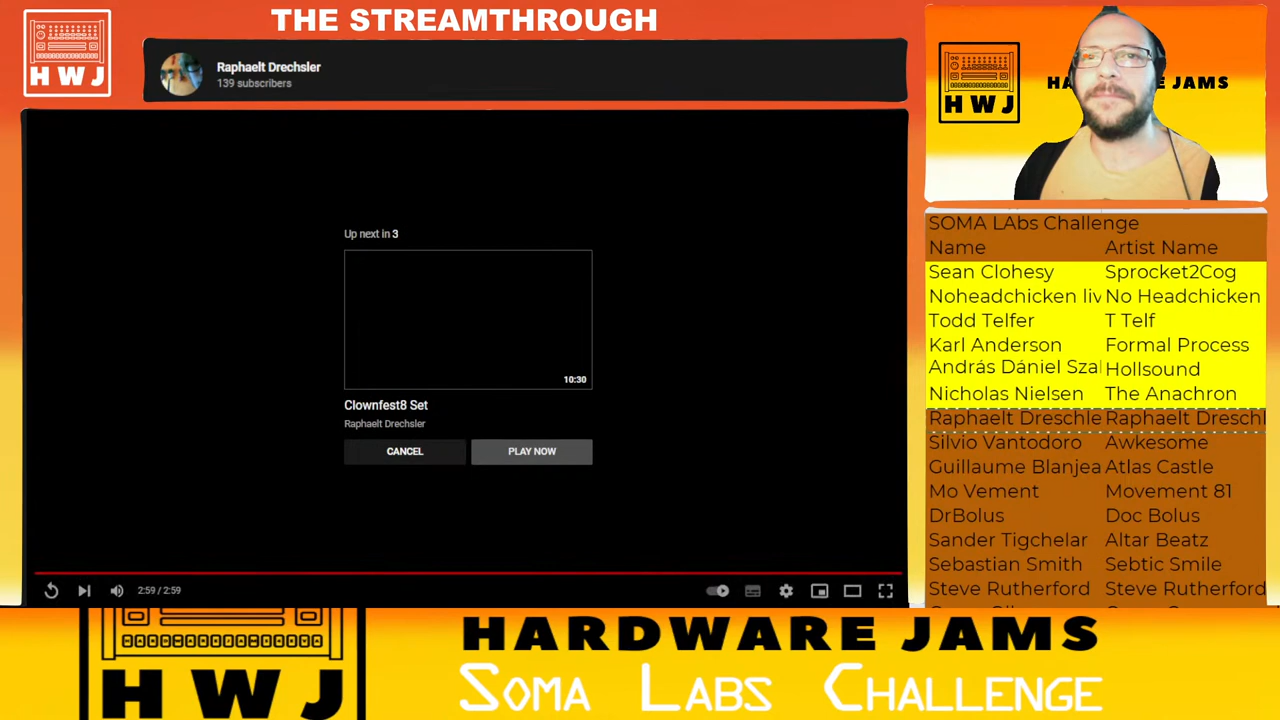 THE STREAMTHROUGH
HWJ
Raphaelt Drechsler
139 subscribers
Up next in 3
10:30
Clownfest8 Set
Raphaelt Drechsler
CANCEL
PLAY NOW
2:59 / 2:59
HWJ
HARDWARE JAMS
SOMA LAbs Challenge
Name Artist Name
Sean Clohesy Sprocket2Cog
Noheadchicken liv No Headchicken
Todd Telfer T Telf
Karl Anderson Formal Process
András Dániel Sza Hollsound
Nicholas Nielsen The Anachron
Raphaelt Dreschle Raphaelt Dreschl
Silvio Vantodoro Awkesome
Guillaume Blanjea Atlas Castle
Mo Vement Movement 81
DrBolus Doc Bolus
Sander Tigchelar Altar Beatz
Sebastian Smith Sebtic Smile
Steve Rutherford Steve Rutherford
HWJ
HARDWARE JAMS
SOMA LABS CHALLENGE